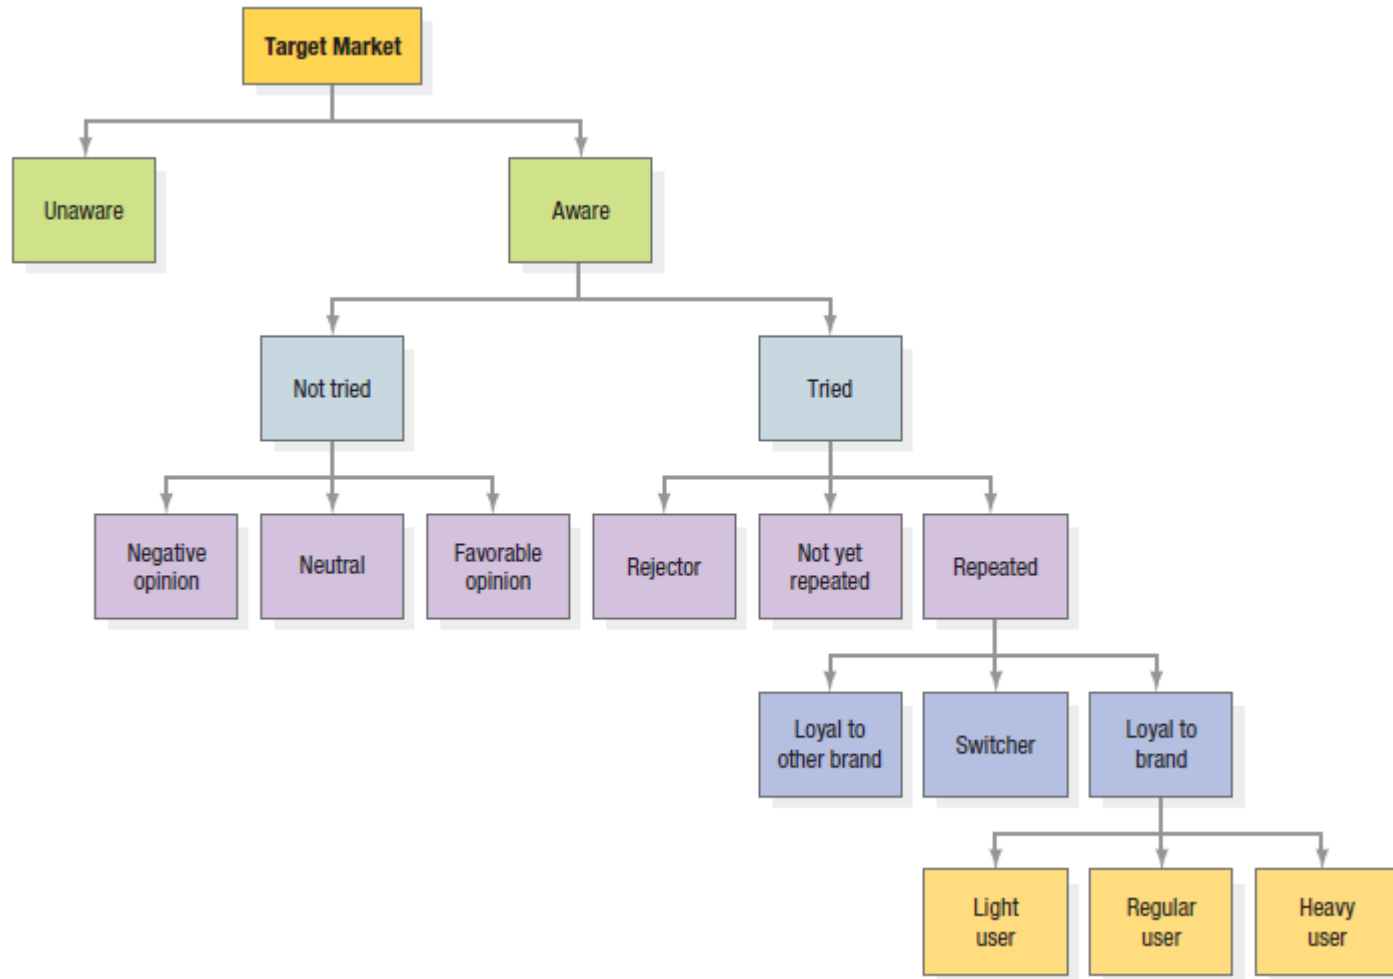 Target Market
Unaware
Aware
Not tried
Tried
Negative
opinion
Neutral
Favorable
opinion
Rejector
Not yet
repeated
Repeated
Loyal to
other brand
Switcher
Loyal to
brand
Light
user
Regular
user
Heavy
user